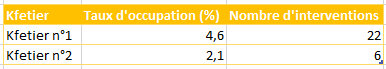 Kfetier Taux d'occupation (%) Nombre d'interventions
Kfetier n°1 4,6 22
Kfetier n°2 2,1 6